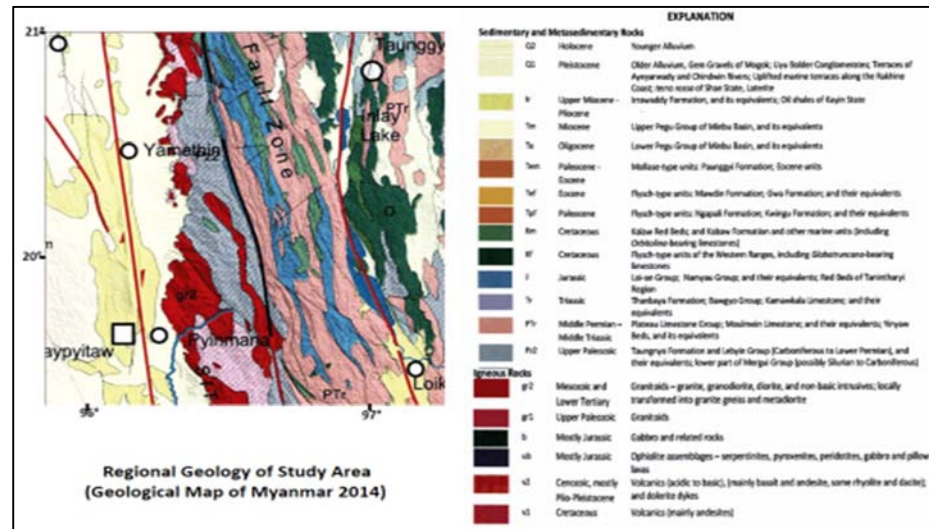 21°
Fault Zone
Taunggy
PTr
Inlay
Lake
Yamethin
Pz2
20°
gr2
Pyinmana
aypyitaw
Loik
PTr
96°
97°
Regional Geology of Study Area
(Geological Map of Myanmar 2014)
EXPLANATION
Sedimentary and Metasedimentary Rocks
Q2 Holocene Younger Alluvium
Q1 Pleistocene Older Alluvium, Gem Gravels of Mogok; Uyu Bolder Conglomerates; Terraces of
Ayeyarwady and Chindwin Rivers; Uplifted marine terraces along the Rakhine
Coast; terra rossa of Shan State, Laterite
Ir Upper Miocene - Pliocene Irrawaddy Formation, and its equivalents; Oil shales of Kayin State
Tm Miocene Upper Pegu Group of Minbu Basin, and its equivalents
To Oligocene Lower Pegu Group of Minbu Basin, and its equivalents
Tem Paleocene - Eocene Molasse-type units: Paunggyi Formation; Eocene units
Tef Eocene Flysch-type units: Mawdin Formation; Gwa Formation; and their equivalents
Tpf Paleocene Flysch-type units: Ngapali Formation; Kwingu Formation; and their equivalents
Km Cretaceous Kalaw Red Beds; and Kabaw Formation and other marine units (including
Orbitolina-bearing limestones)
Kf Cretaceous Flysch-type units of the Western Ranges, including Globotruncana-bearing
limestones
J Jurassic Loi-an Group; Namyau Group; and their equivalents; Red Beds of Tanintharyi
Region
Tr Triassic Thanbaya Formation; Bawgyo Group; Kamawkala Limestone; and their
equivalents
PTr Middle Permian – Middle Triassic Plateau Limestone Group; Moulmein Limestone; and their equivalents; Yinyaw
Beds, and its equivalents
Pz2 Upper Paleozoic Taungnyo Formation and Lebyin Group (Carboniferous to Lower Permian), and
their equivalents; lower part of Mergui Group (possibly Silurian to Carboniferous)
Igneous Rocks
gr2 Mesozoic and Lower Tertiary Granitoids – granite, granodiorite, diorite, and non-basic intrusives; locally
transformed into granite gneiss and metadiorite
gr1 Upper Paleozoic Granitoids
b Mostly Jurassic Gabbro and related rocks
ub Mostly Jurassic Ophiolite assemblages – serpentinites, pyroxenites, peridotites, gabbro and pillow
lavas
v2 Cenozoic, mostly Plio-Pleistocene Volcanics (acidic to basic), (mainly basalt and andesite, some rhyolite and dacite);
and dolerite dykes
v1 Cretaceous Volcanics (mainly andesites)